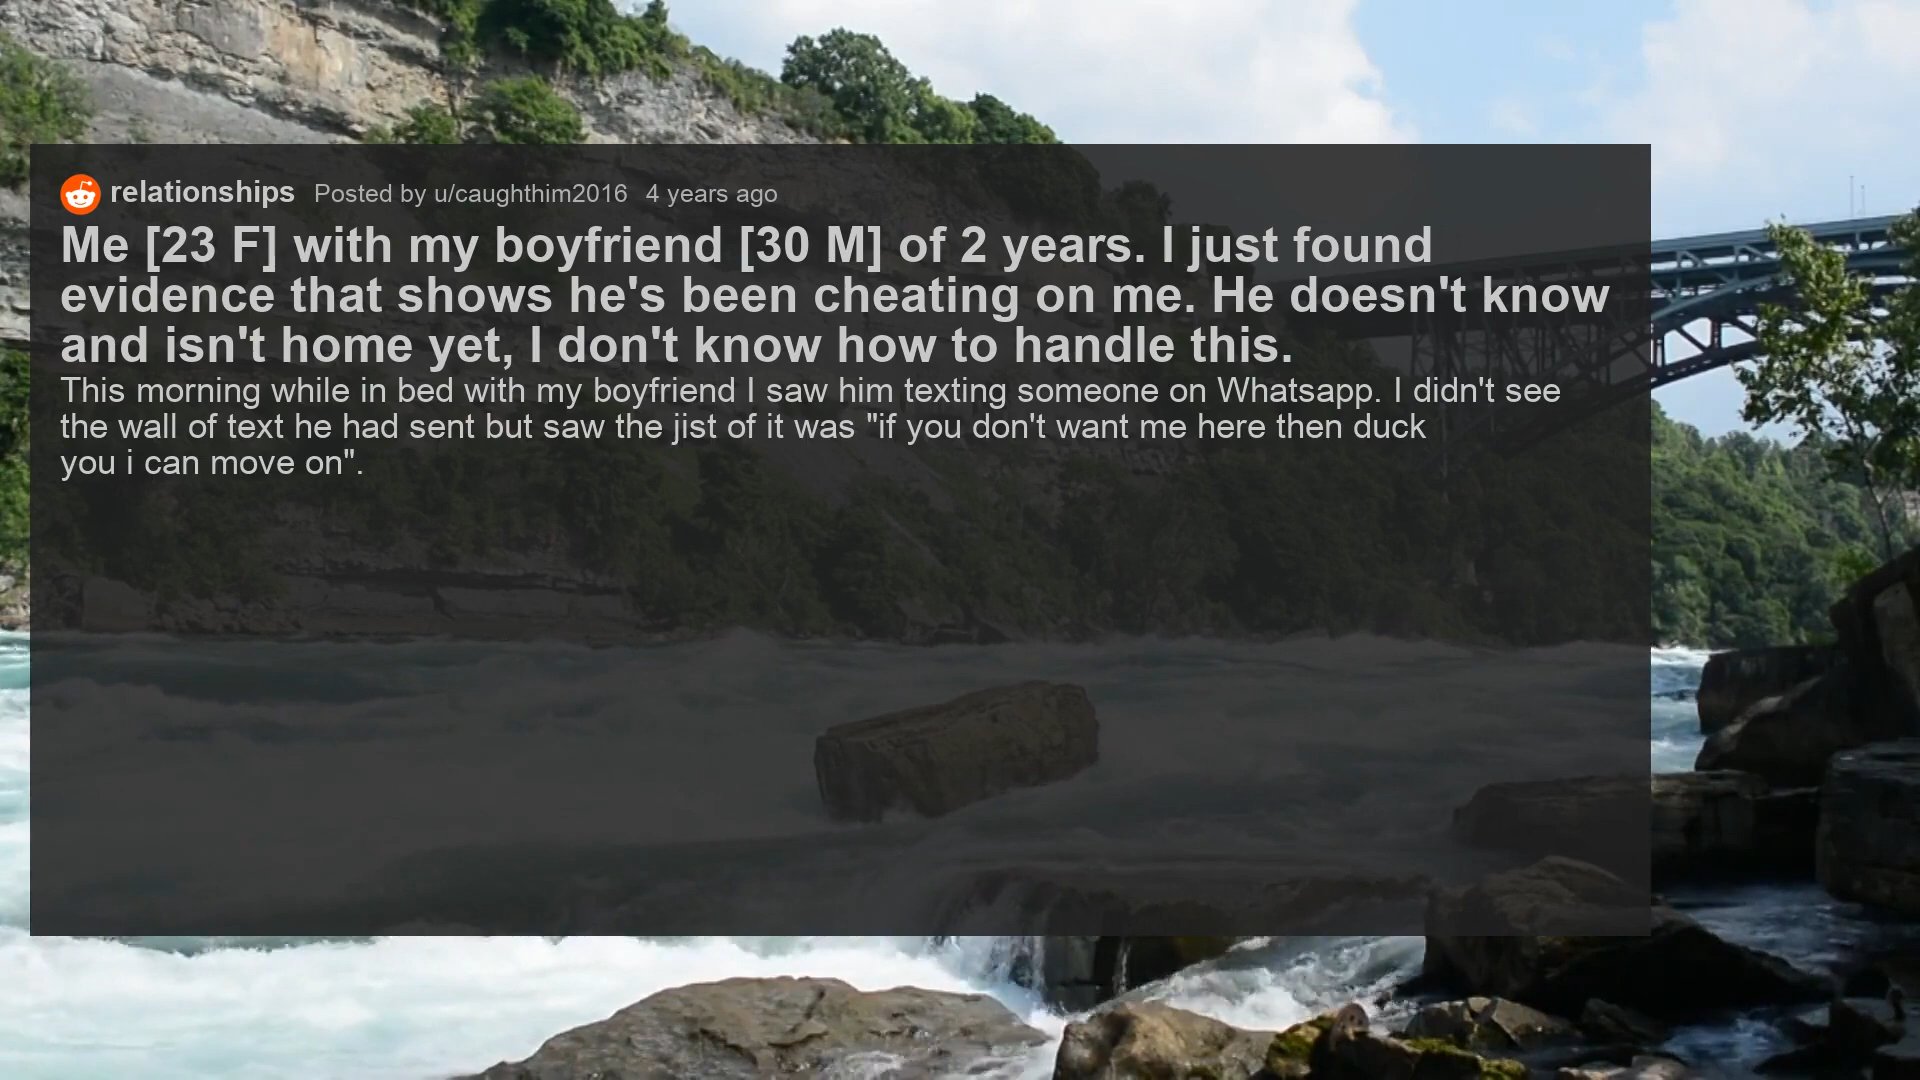 relationships Posted by u/caughthim2016 4 years ago
Me [23 F] with my boyfriend [30 M] of 2 years. I just found
evidence that shows he's been cheating on me. He doesn't know
and isn't home yet, I don't know how to handle this.
This morning while in bed with my boyfriend I saw him texting someone on Whatsapp. I didn't see
the wall of text he had sent but saw the jist of it was "if you don't want me here then duck
you i can move on".